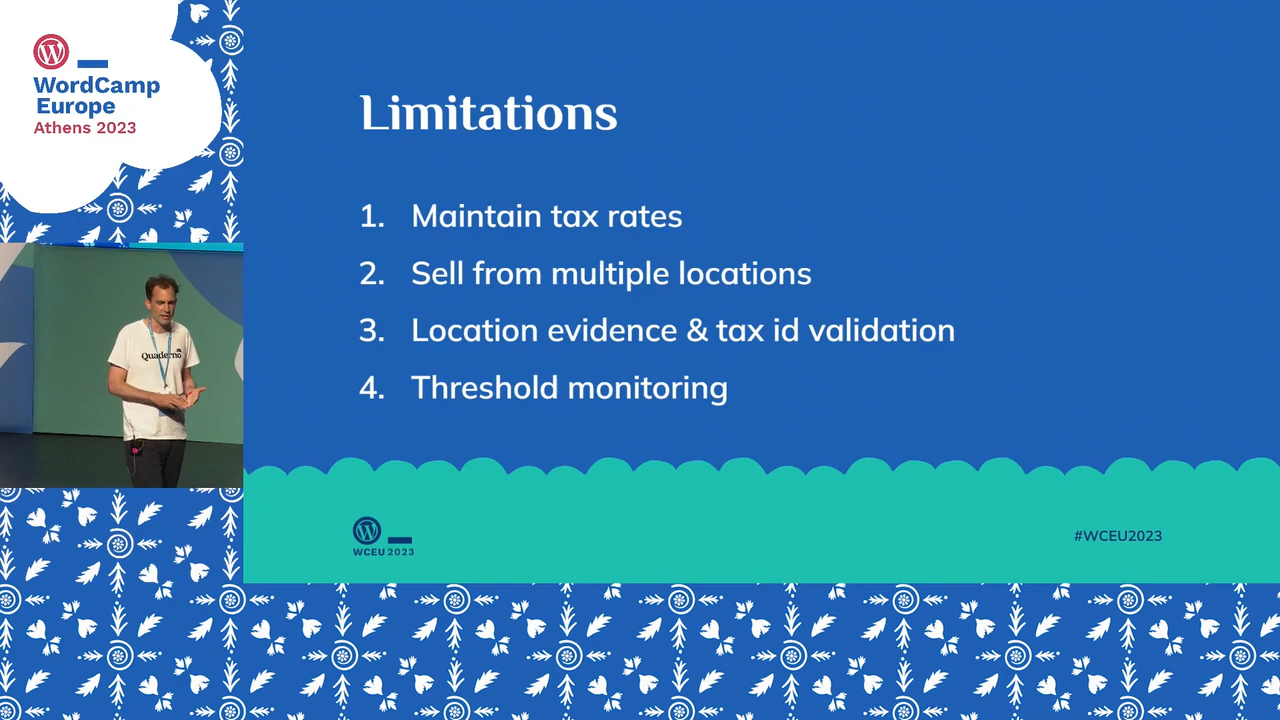 WordCamp
Europe
Athens 2023
Limitations
1. Maintain tax rates
2. Sell from multiple locations
3. Location evidence & tax id validation
4. Threshold monitoring
Quaderno
WCEU 2023
#WCEU2023